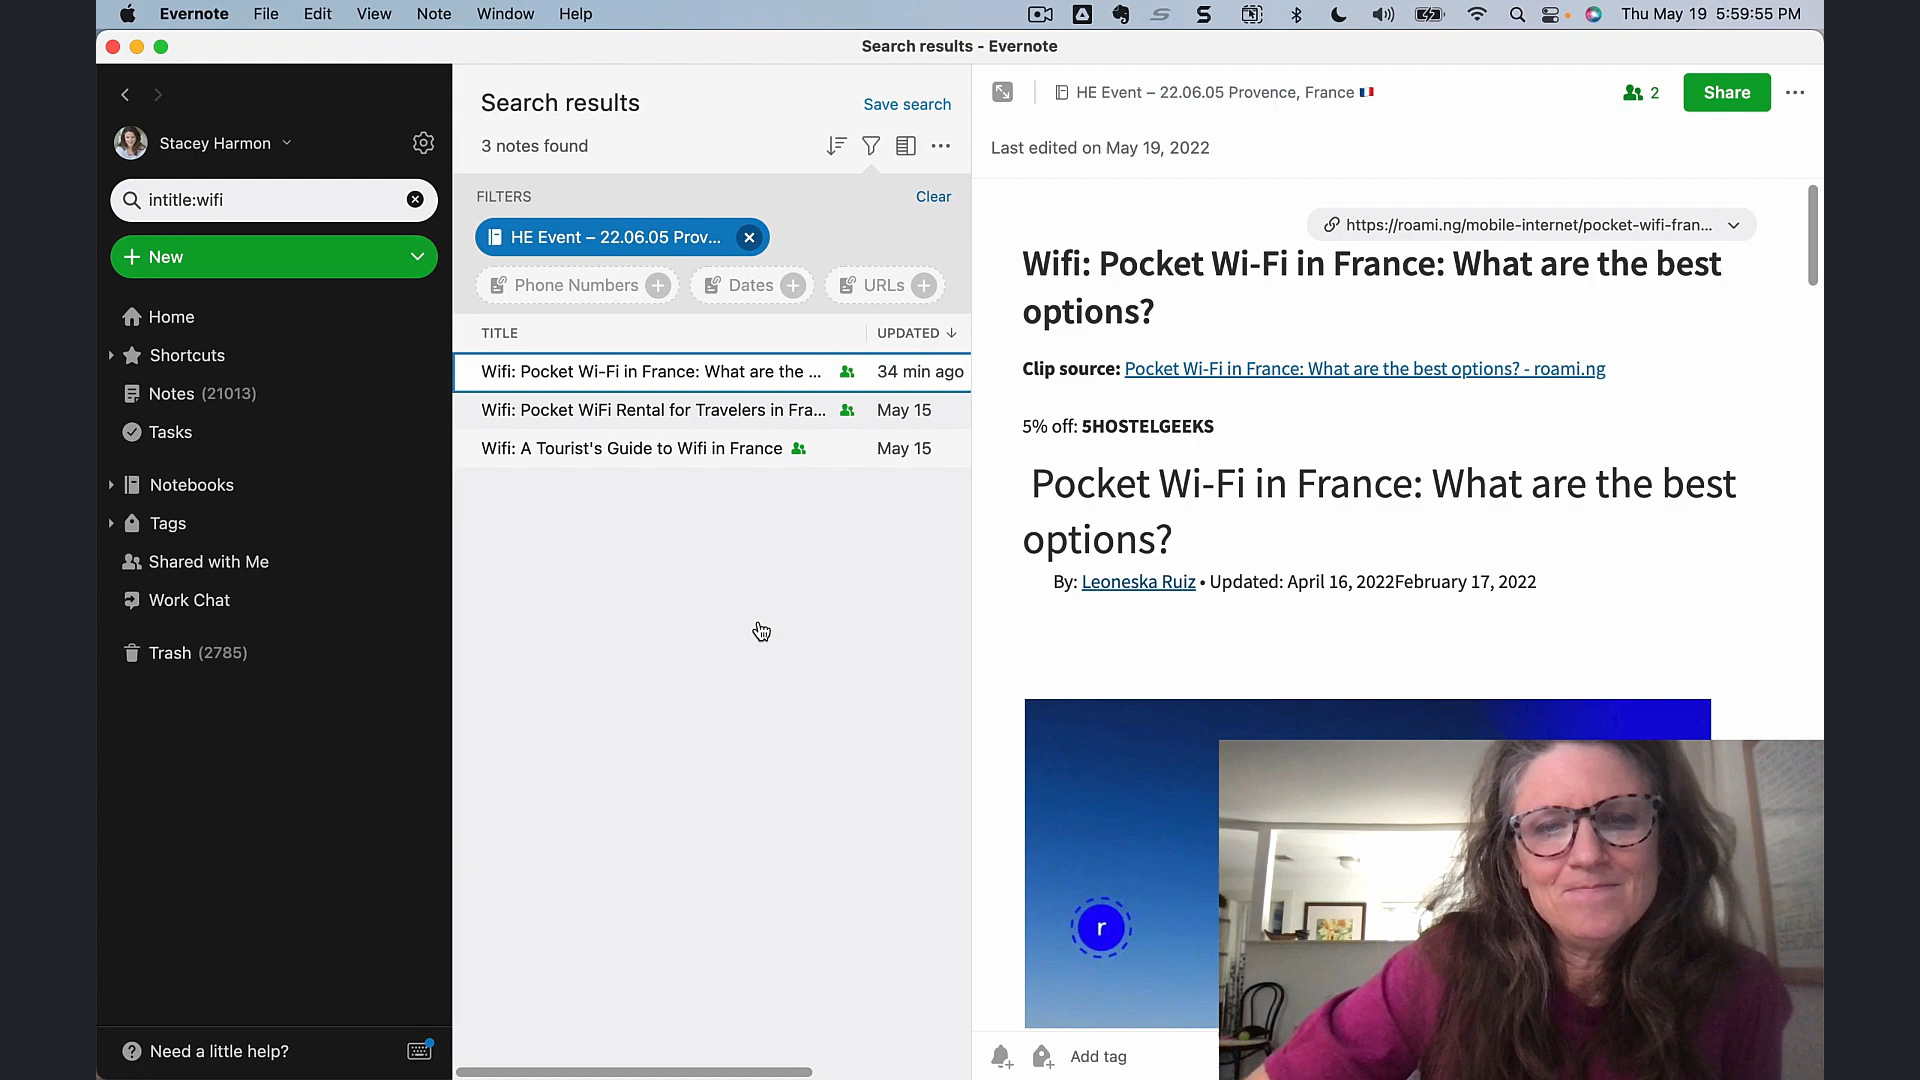 Evernote File Edit View Note Window Help Thu May 19 5:59:55 PM
Search results - Evernote
Stacey Harmon
intitle:wifi
New
Home
Shortcuts
Notes (21013)
Tasks
Notebooks
Tags
Shared with Me
Work Chat
Trash (2785)
Need a little help?
Search results
Save search
3 notes found
FILTERS
Clear
HE Event – 22.06.05 Prov...
Phone Numbers
Dates
URLs
TITLE UPDATED
Wifi: Pocket Wi-Fi in France: What are the ... 34 min ago
Wifi: Pocket WiFi Rental for Travelers in Fra... May 15
Wifi: A Tourist's Guide to Wifi in France May 15
HE Event – 22.06.05 Provence, France
2
Share
Last edited on May 19, 2022
https://roami.ng/mobile-internet/pocket-wifi-fran...
Wifi: Pocket Wi-Fi in France: What are the best
options?
Clip source: Pocket Wi-Fi in France: What are the best options? - roami.ng
5% off: 5HOSTELGEEKS
Pocket Wi-Fi in France: What are the best
options?
By: Leoneska Ruiz • Updated: April 16, 2022February 17, 2022
r
Add tag